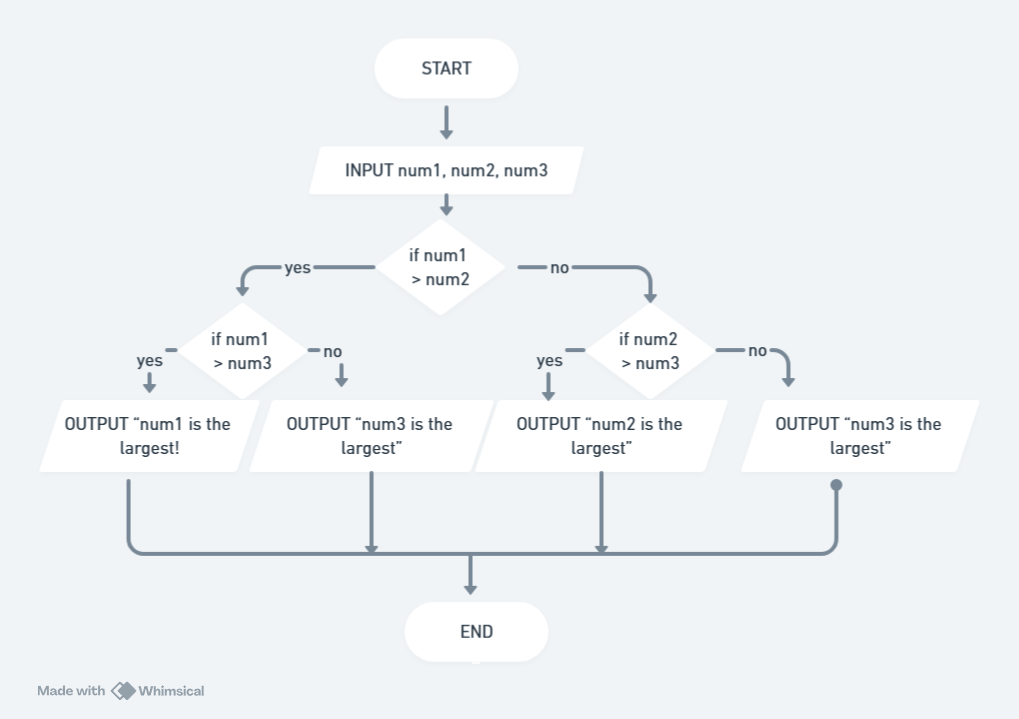 START
INPUT num1, num2, num3
if num1
> num2
yes
no
if num1
> num3
if num2
> num3
yes
no
yes
no
OUTPUT “num1 is the
largest!
OUTPUT “num3 is the
largest”
OUTPUT “num2 is the
largest”
OUTPUT “num3 is the
largest”
END
Made with Whimsical